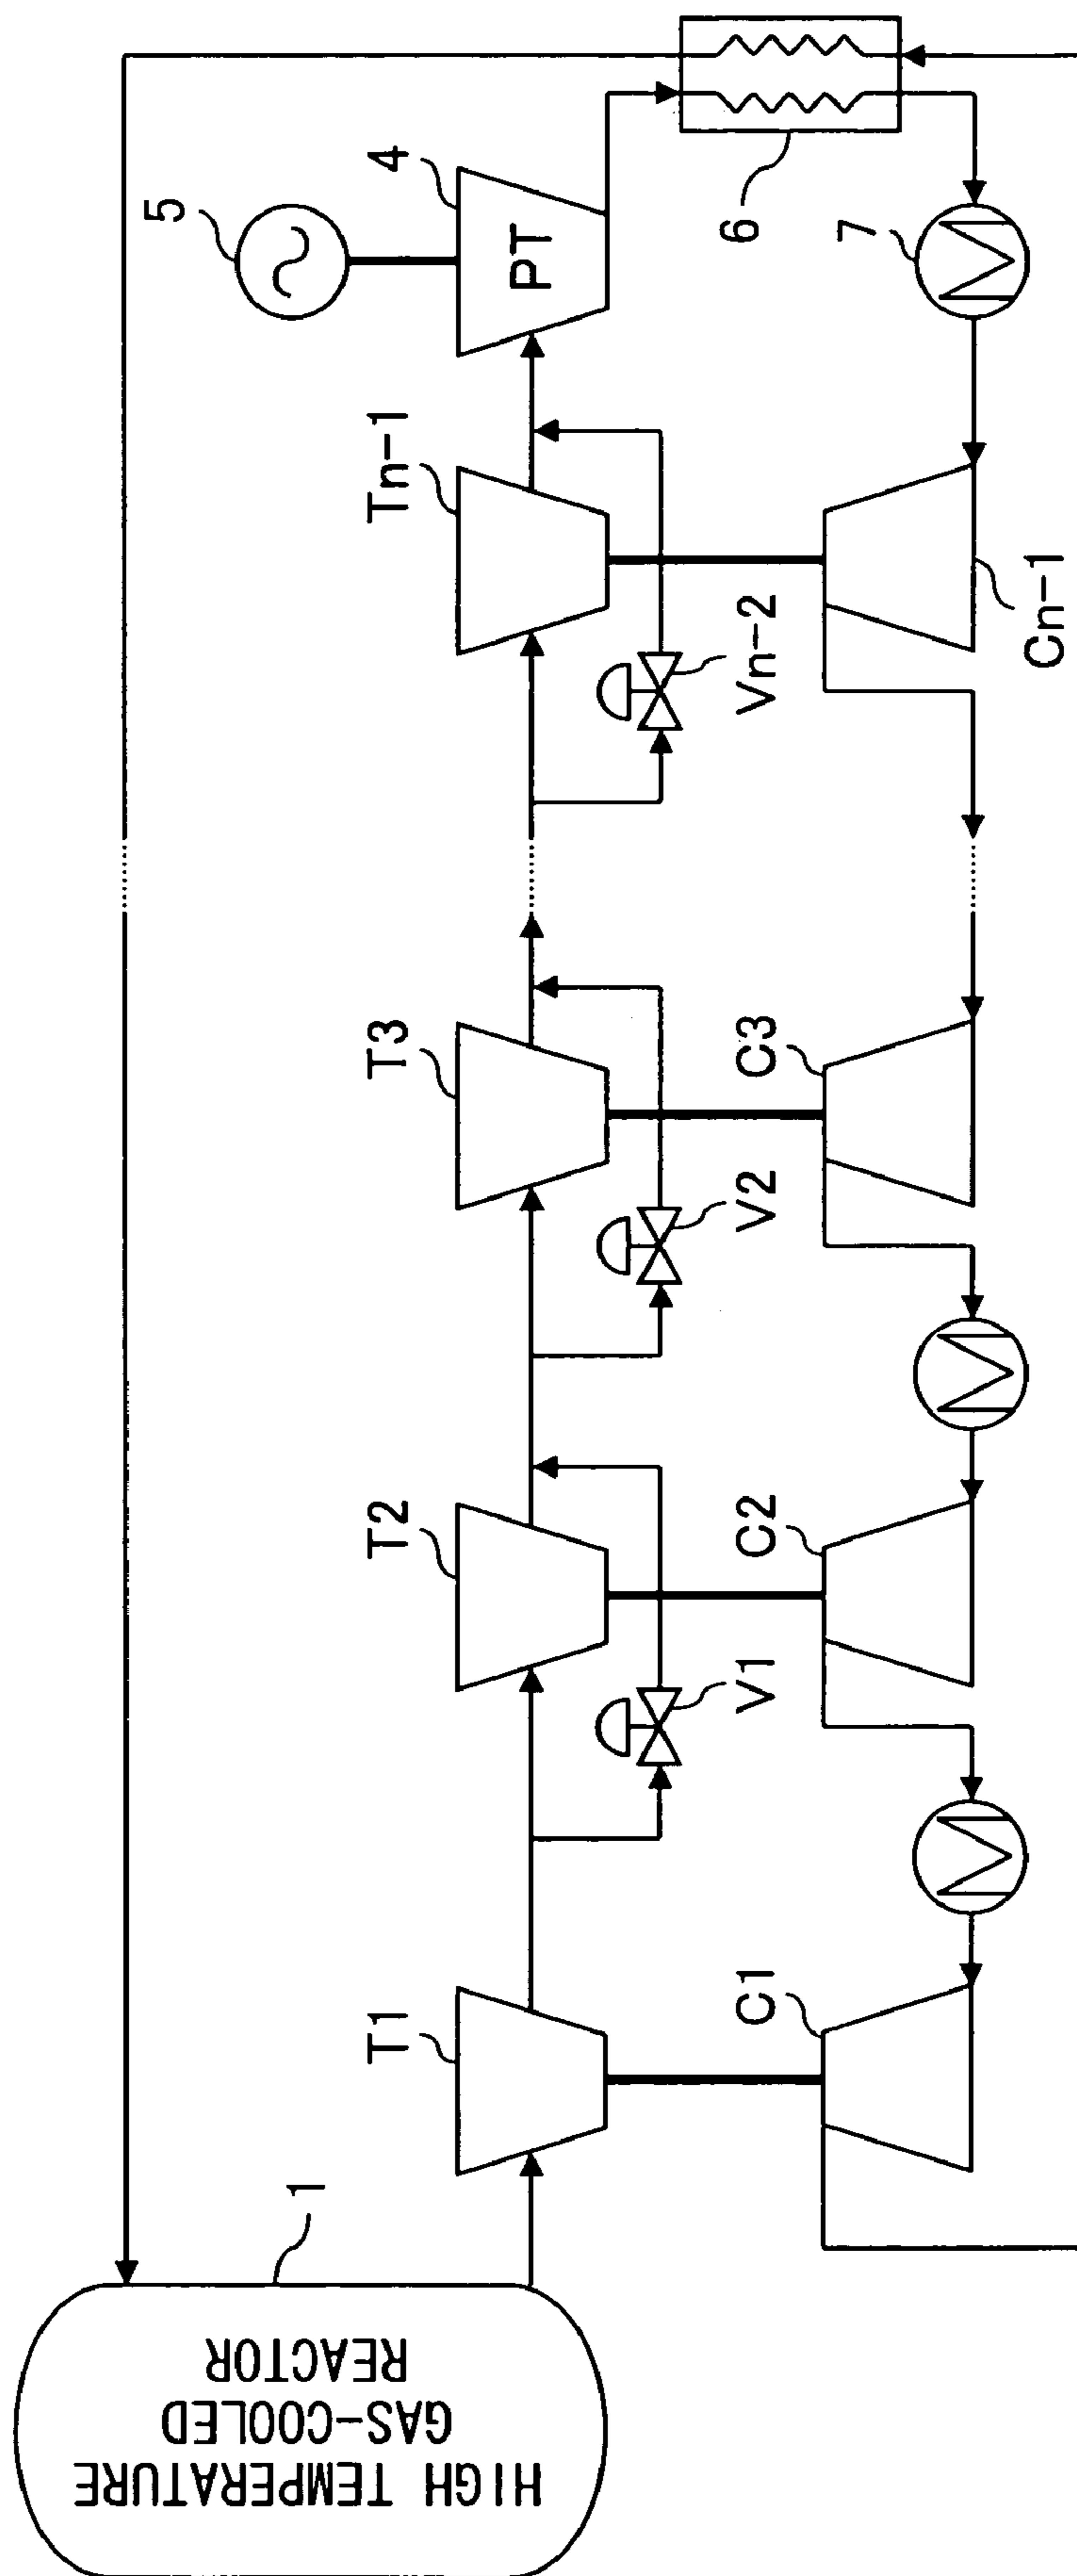 HIGH TEMPERATURE
GAS-COOLED
REACTOR
1
T1
T2
T3
Tn-1
4
5
PT
V1
V2
Vn-2
6
7
C1
C2
C3
Cn-1